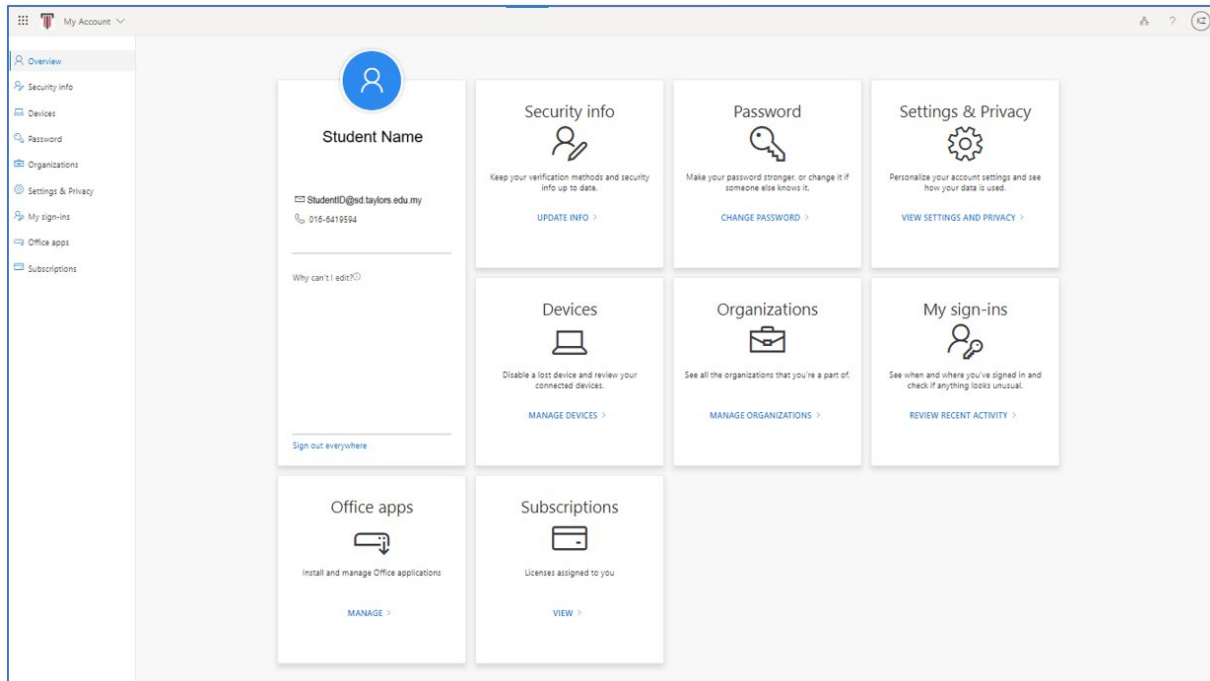 My Account
?
KZ
Overview
Security info
Devices
Password
Organizations
Settings & Privacy
My sign-ins
Office apps
Subscriptions
Student Name
StudentID@sd.taylors.edu.my
016-6419594
Why can't I edit?
Sign out everywhere
Security info
Keep your verification methods and security
info up to date.
UPDATE INFO >
Password
Make your password stronger, or change it if
someone else knows it.
CHANGE PASSWORD >
Settings & Privacy
Personalize your account settings and see
how your data is used.
VIEW SETTINGS AND PRIVACY >
Devices
Disable a lost device and review your
connected devices.
MANAGE DEVICES >
Organizations
See all the organizations that you're a part of.
MANAGE ORGANIZATIONS >
My sign-ins
See when and where you've signed in and
check if anything looks unusual.
REVIEW RECENT ACTIVITY >
Office apps
Install and manage Office applications
MANAGE >
Subscriptions
Licenses assigned to you
VIEW >